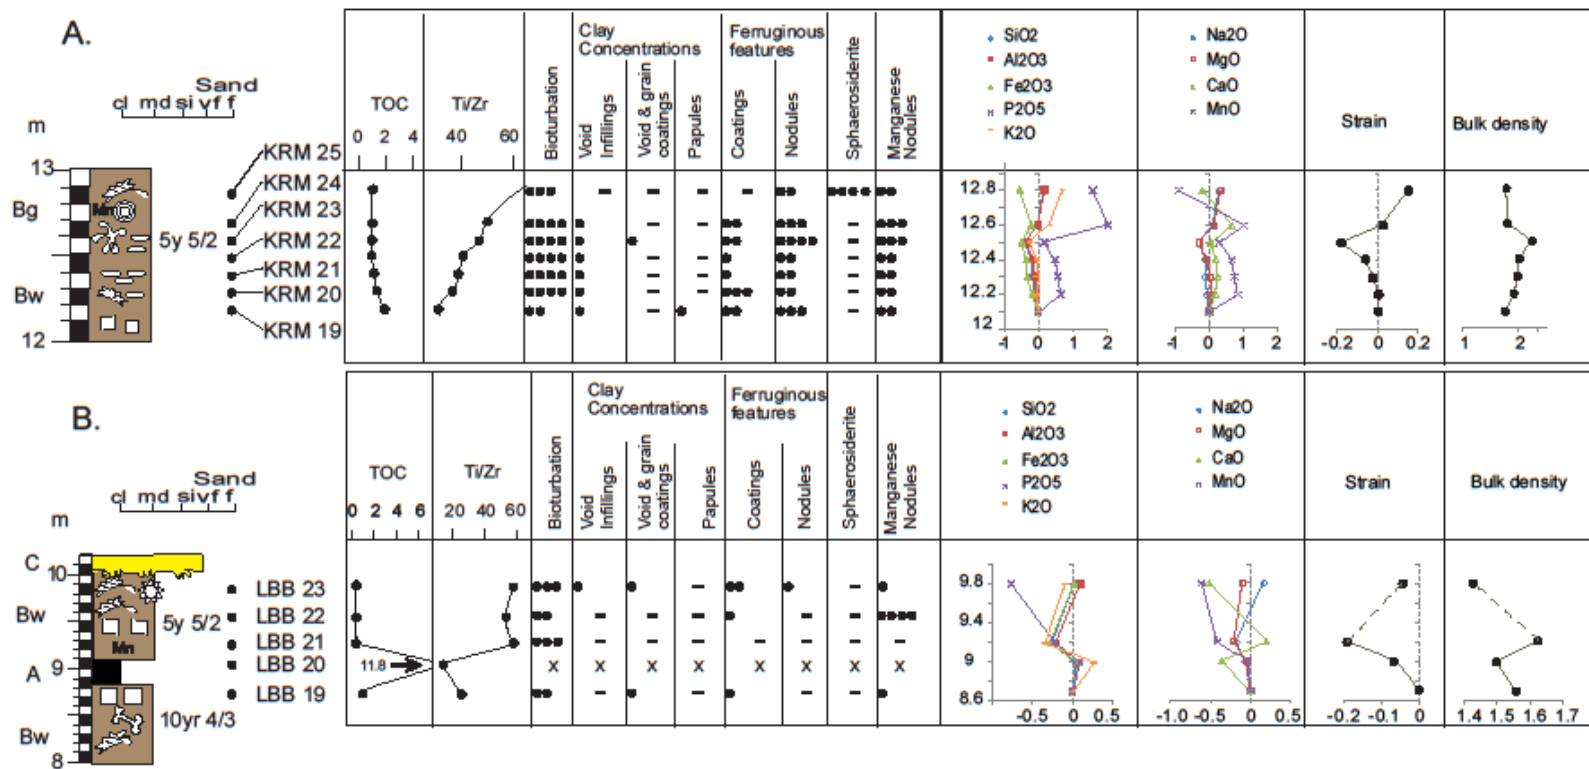 A.
Sand
cl md si vf f
m
13
Bg
Bw
12
Mn
5y 5/2
KRM 25
KRM 24
KRM 23
KRM 22
KRM 21
KRM 20
KRM 19
TOC
0 2 4
Ti/Zr
40 60
Bioturbation
Clay
Concentrations
Void
Infillings
Void & grain
coatings
Papules
Ferruginous
features
Coatings
Nodules
Sphaerosiderite
Manganese
Nodules
SiO2
Al2O3
Fe2O3
P2O5
K2O
12.8
12.6
12.4
12.2
12
-1 0 1 2
Na2O
MgO
CaO
MnO
-1 0 1 2
Strain
-0.2 0 0.2
Bulk density
1 2
B.
Sand
cl md si vf f
m
C
10
Bw
9
A
Bw
8
5y 5/2
Mn
10yr 4/3
LBB 23
LBB 22
LBB 21
LBB 20
LBB 19
TOC
0 2 4 6
11.8
Ti/Zr
20 40 60
Bioturbation
Clay
Concentrations
Void
Infillings
Void & grain
coatings
Papules
Ferruginous
features
Coatings
Nodules
Sphaerosiderite
Manganese
Nodules
x x x x x x x x
SiO2
Al2O3
Fe2O3
P2O5
K2O
9.8
9.4
9
8.6
-0.5 0 0.5
Na2O
MgO
CaO
MnO
-1.0 -0.5 0 0.5
Strain
-0.2 -0.1 0
Bulk density
1.4 1.5 1.6 1.7